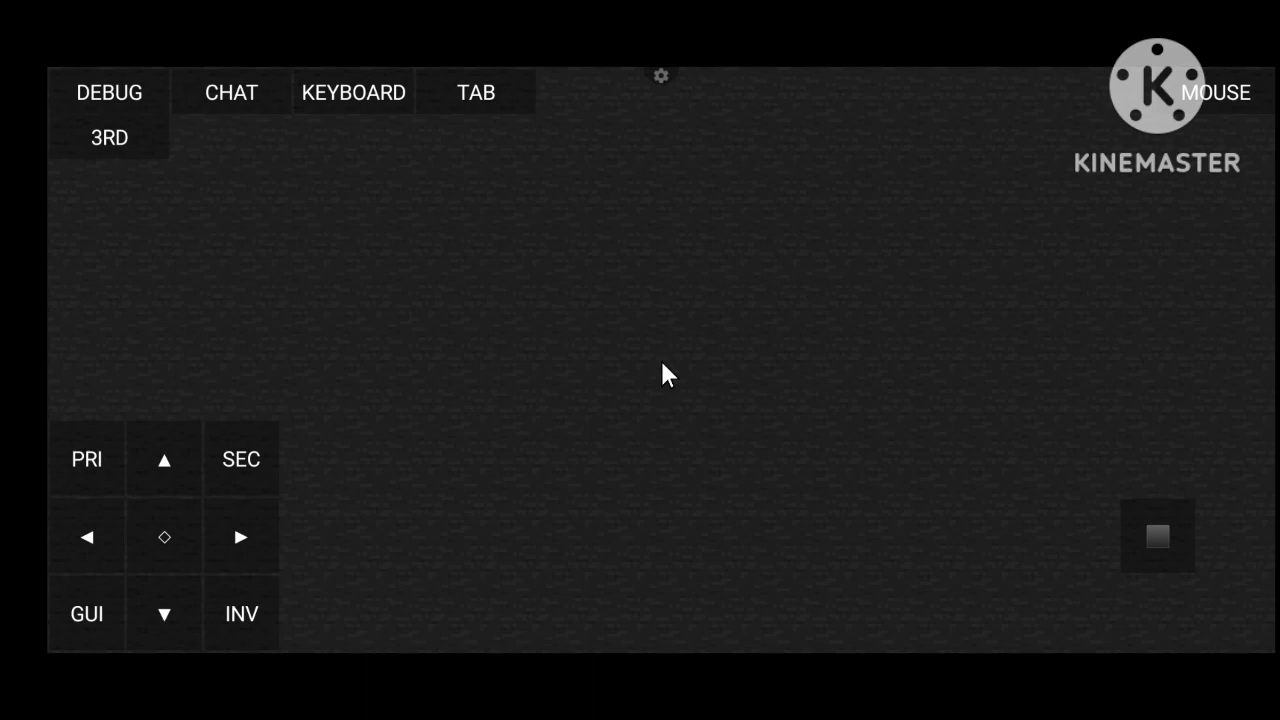 DEBUG CHAT KEYBOARD TAB MOUSE
3RD
K
KINEMASTER
PRI ▲ SEC
◀ ◇ ▶
GUI ▼ INV